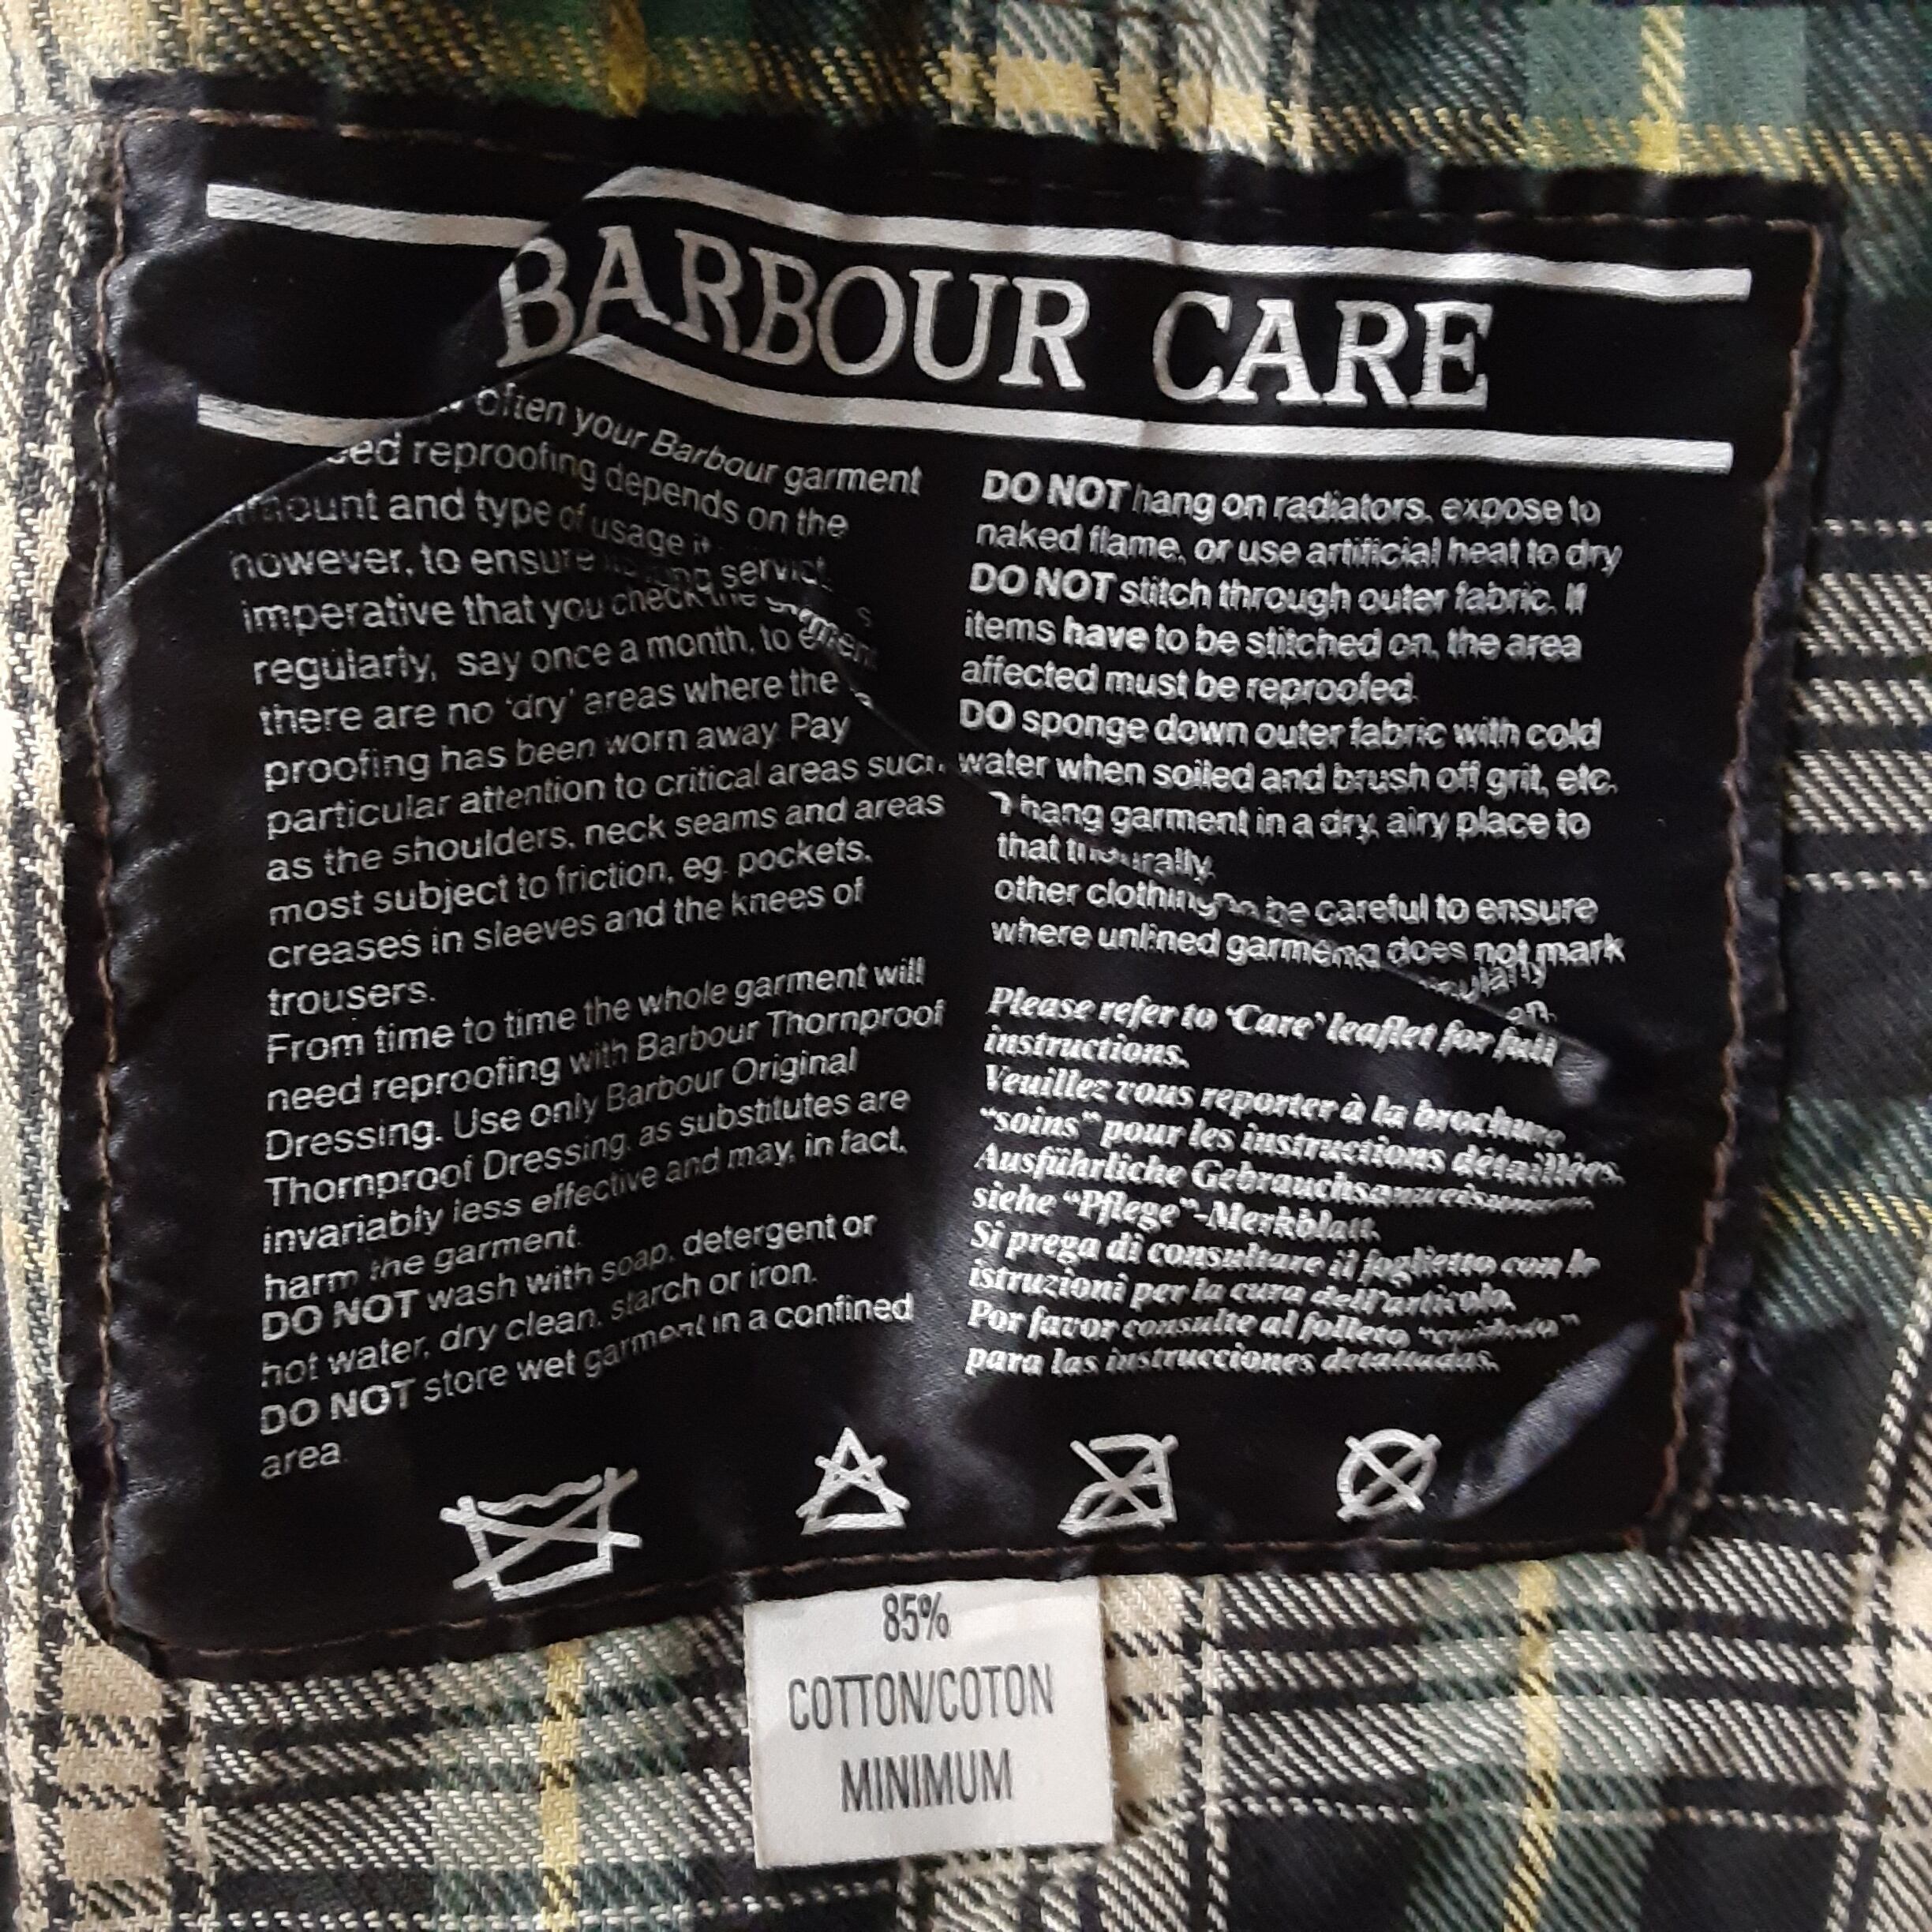 BARBOUR CARE
often your Barbour garment
reproofing depends on the
and type of usage
however, to ensure
imperative that you check the
regularly, say once a month, to
there are no 'dry' areas where the
proofing has been worn away. Pay
particular attention to critical areas such
as the shoulders, neck seams and areas
most subject to friction, eg. pockets,
creases in sleeves and the knees of
trousers.
From time to time the whole garment will
need reproofing with Barbour Thornproof
Dressing. Use only Barbour Original
Thornproof Dressing, as substitutes are
invariably less effective and may, in fact,
harm the garment.
DO NOT wash with soap, detergent or
hot water, dry clean, starch or iron.
DO NOT store wet garment in a confined
area.
DO NOT hang on radiators, expose to
naked flame, or use artificial heat to dry
DO NOT stitch through outer fabric. If
items have to be stitched on, the area
affected must be reproofed.
DO sponge down outer fabric with cold
water when soiled and brush off grit, etc.
hang garment in a dry, airy place to
that
other clothing be careful to ensure
where unlined does not mark
Please refer to 'Care' leaflet for full
instructions.
Veuillez vous reporter à la brochure
"soins" pour les instructions détaillées.
Ausführliche
siehe "Pflege"-Merkblatt.
Si prega di consultare il foglietto con le
istruzioni per la cura dell'articolo.
Por favor consulte al folleto
para las instrucciones detalladas.
85%
COTTON/COTON
MINIMUM